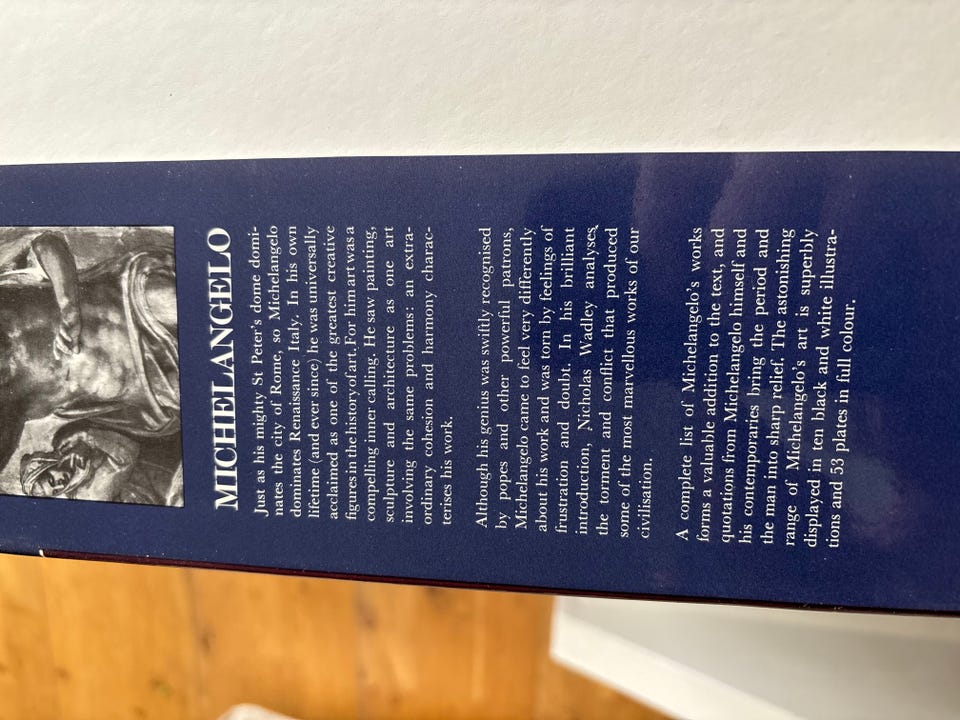 MICHELANGELO
Just as his mighty St Peter's dome domi-
nates the city of Rome, so Michelangelo
dominates Renaissance Italy. In his own
lifetime (and ever since) he was universally
acclaimed as one of the greatest creative
figures in the history of art. For him art was a
compelling inner calling. He saw painting,
sculpture and architecture as one art
involving the same problems: an extra-
ordinary cohesion and harmony charac-
terises his work.
Although his genius was swiftly recognised
by popes and other powerful patrons,
Michelangelo came to feel very differently
about his work and was torn by feelings of
frustration and doubt. In his brilliant
introduction, Nicholas Wadley analyses
the torment and conflict that produced
some of the most marvellous works of our
civilisation.
A complete list of Michelangelo's works
forms a valuable addition to the text, and
quotations from Michelangelo himself and
his contemporaries bring the period and
the man into sharp relief. The astonishing
range of Michelangelo's art is superbly
displayed in ten black and white illustra-
tions and 53 plates in full colour.